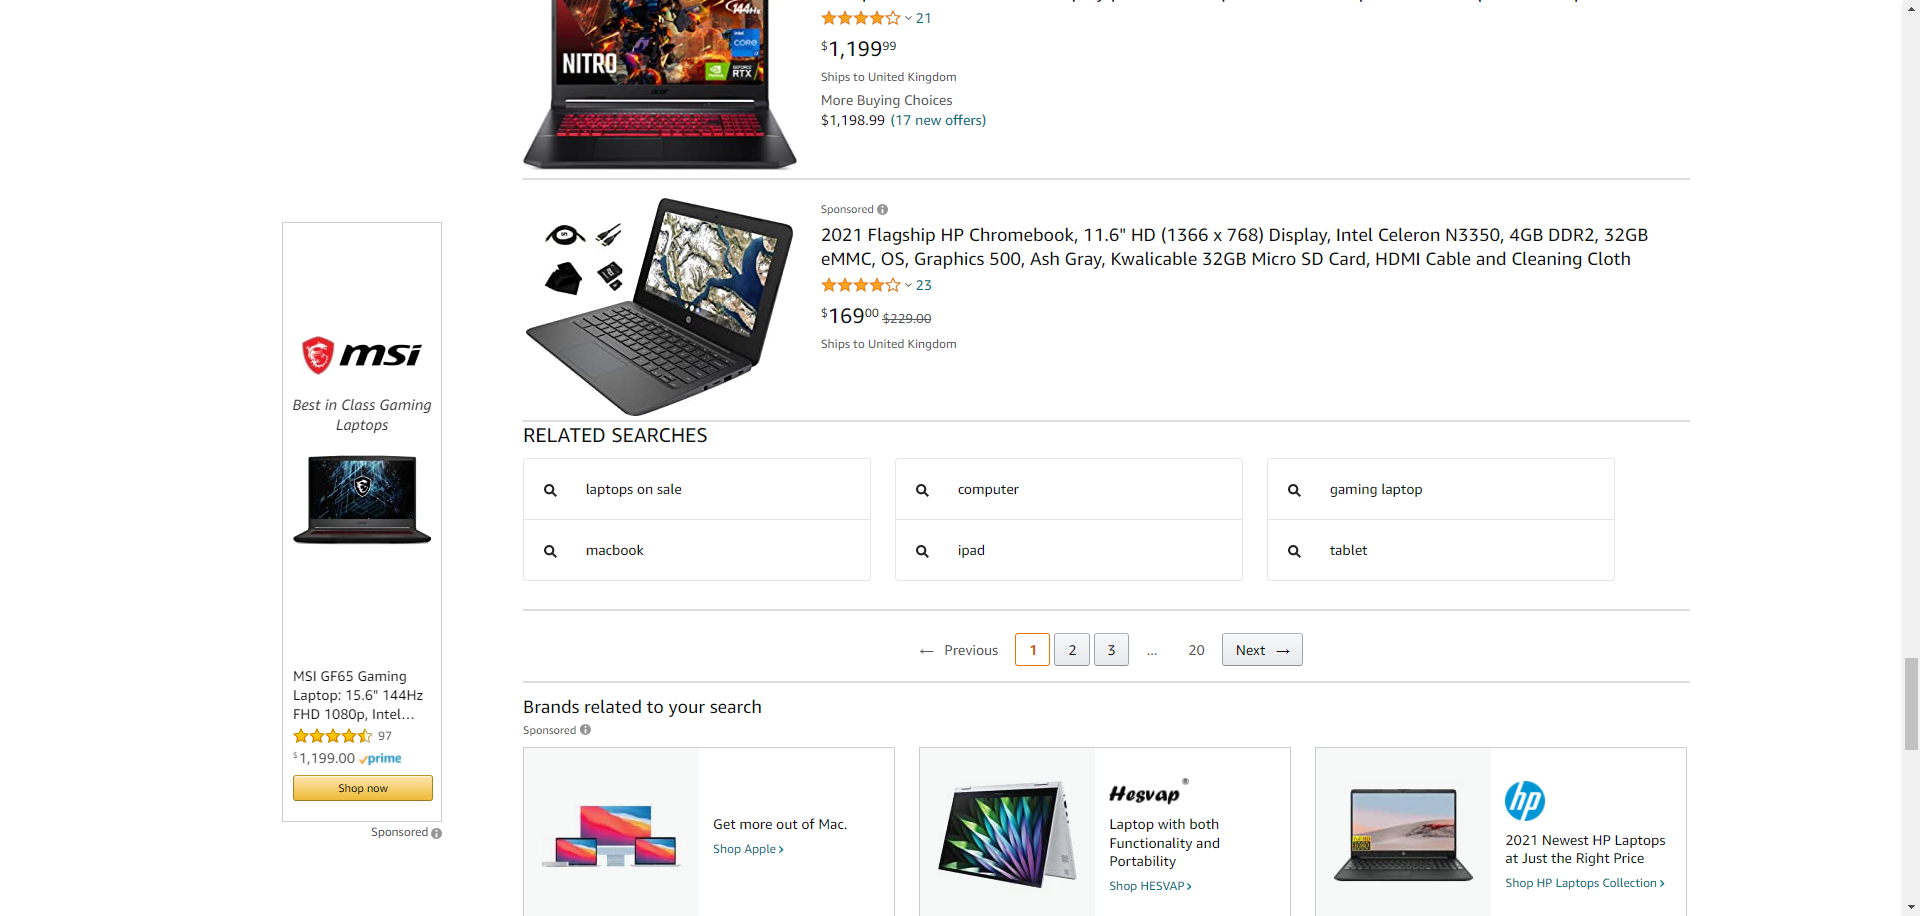 144Hz
intel
CORE
NITRO
GEFORCE
RTX
acer
21
$1,199.99
Ships to United Kingdom
More Buying Choices
$1,198.99 (17 new offers)
Sponsored
2021 Flagship HP Chromebook, 11.6" HD (1366 x 768) Display, Intel Celeron N3350, 4GB DDR2, 32GB
eMMC, OS, Graphics 500, Ash Gray, Kwalicable 32GB Micro SD Card, HDMI Cable and Cleaning Cloth
23
$169.00 $229.00
Ships to United Kingdom
msi
Best in Class Gaming
Laptops
MSI GF65 Gaming
Laptop: 15.6" 144Hz
FHD 1080p, Intel...
97
$1,199.00 prime
Shop now
Sponsored
RELATED SEARCHES
laptops on sale
computer
gaming laptop
macbook
ipad
tablet
← Previous 1 2 3 ... 20 Next →
Brands related to your search
Sponsored
Get more out of Mac.
Shop Apple ›
Hesvap ®
Laptop with both
Functionality and
Portability
Shop HESVAP ›
hp
2021 Newest HP Laptops
at Just the Right Price
Shop HP Laptops Collection ›